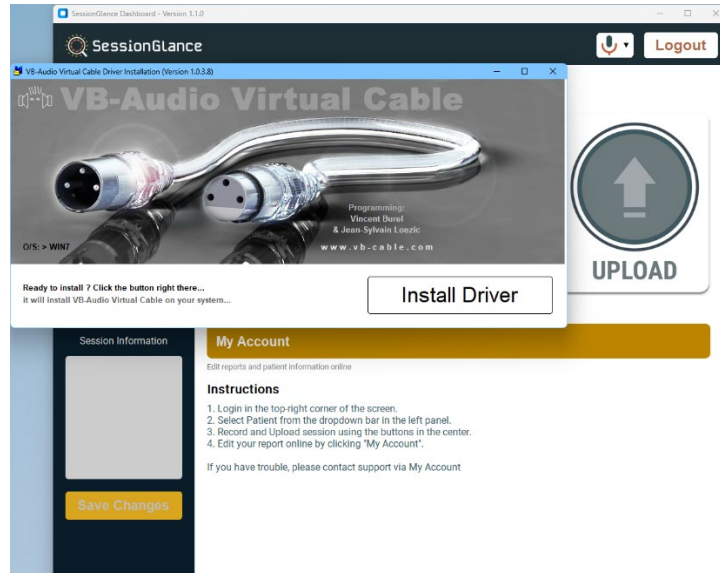 SessionGlance Dashboard - Version 1.1.0
SessionGlance
Logout
VB-Audio Virtual Cable Driver Installation (Version 1.0.3.8)
VB-Audio Virtual Cable
Programming:
Vincent Burel
& Jean-Sylvain Loezic
O/S: > WIN7
www.vb-cable.com
Ready to install ? Click the button right there...
it will install VB-Audio Virtual Cable on your system...
Install Driver
UPLOAD
Session Information
My Account
Edit reports and patient information online
Instructions
1. Login in the top-right corner of the screen.
2. Select Patient from the dropdown bar in the left panel.
3. Record and Upload session using the buttons in the center.
4. Edit your report online by clicking "My Account".
If you have trouble, please contact support via My Account
Save Changes